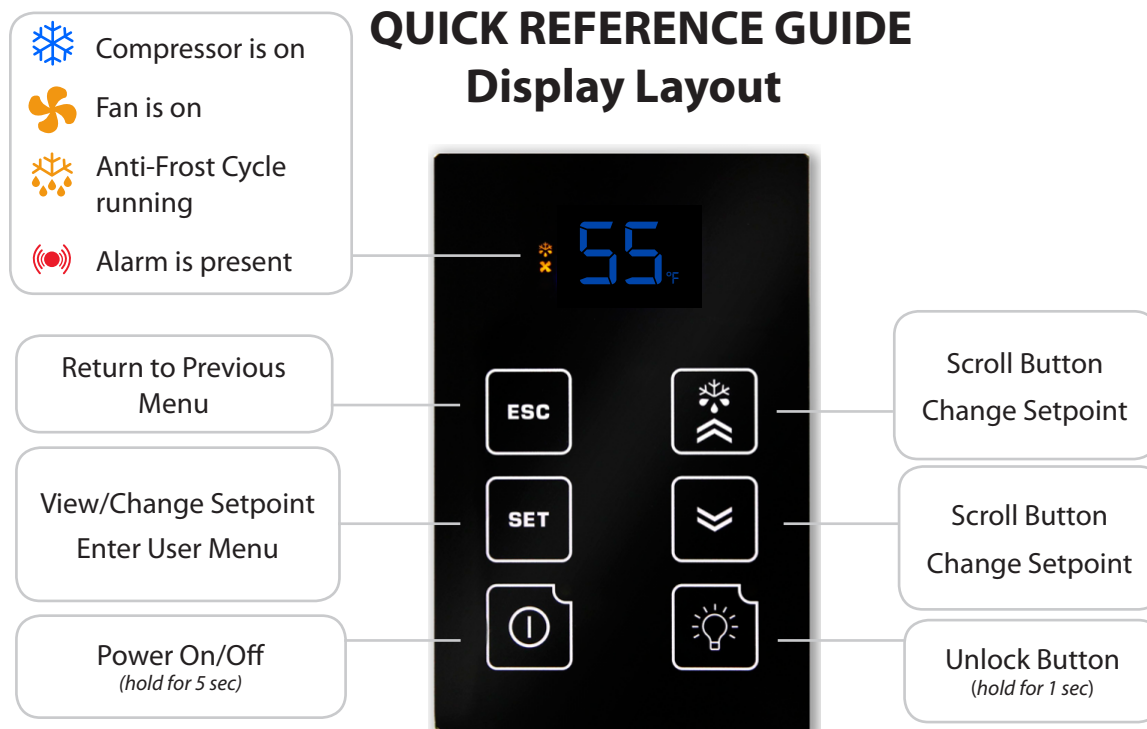 QUICK REFERENCE GUIDE
Display Layout
Compressor is on
Fan is on
Anti-Frost Cycle
running
Alarm is present
55 °F
Return to Previous
Menu
ESC
Scroll Button
Change Setpoint
View/Change Setpoint
Enter User Menu
SET
Scroll Button
Change Setpoint
Power On/Off
(hold for 5 sec)
Unlock Button
(hold for 1 sec)